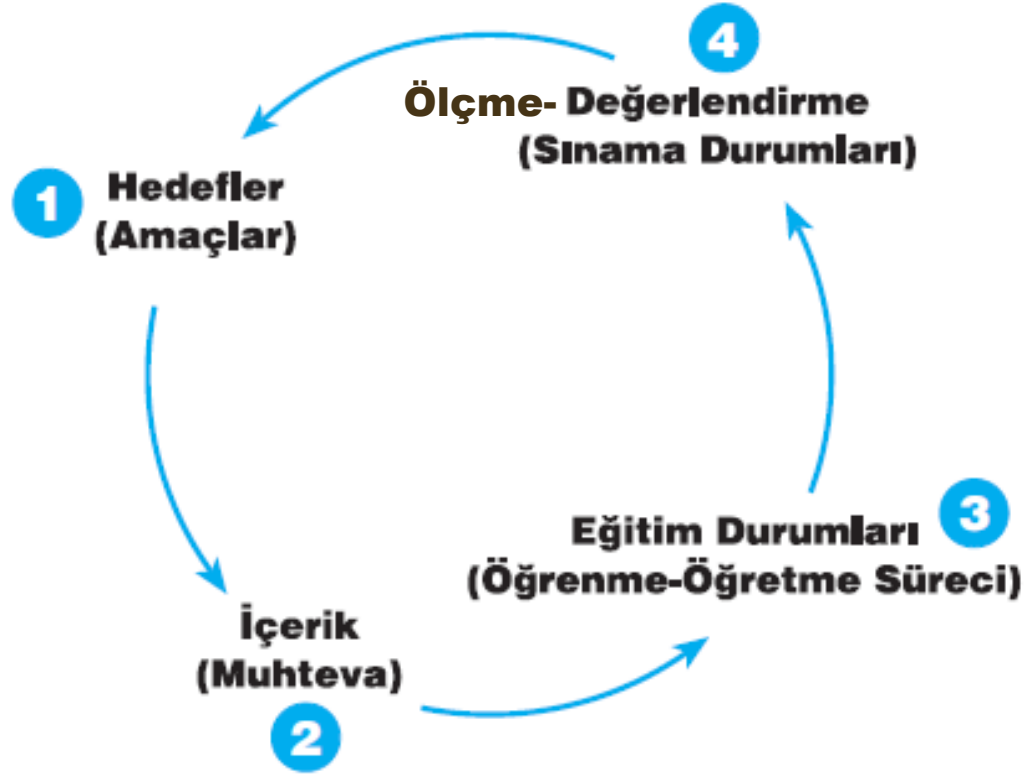 1
Hedefler
(Amaçlar)
2
İçerik
(Muhteva)
3
Eğitim Durumları
(Öğrenme-Öğretme Süreci)
4
Ölçme- Değerlendirme
(Sınama Durumları)